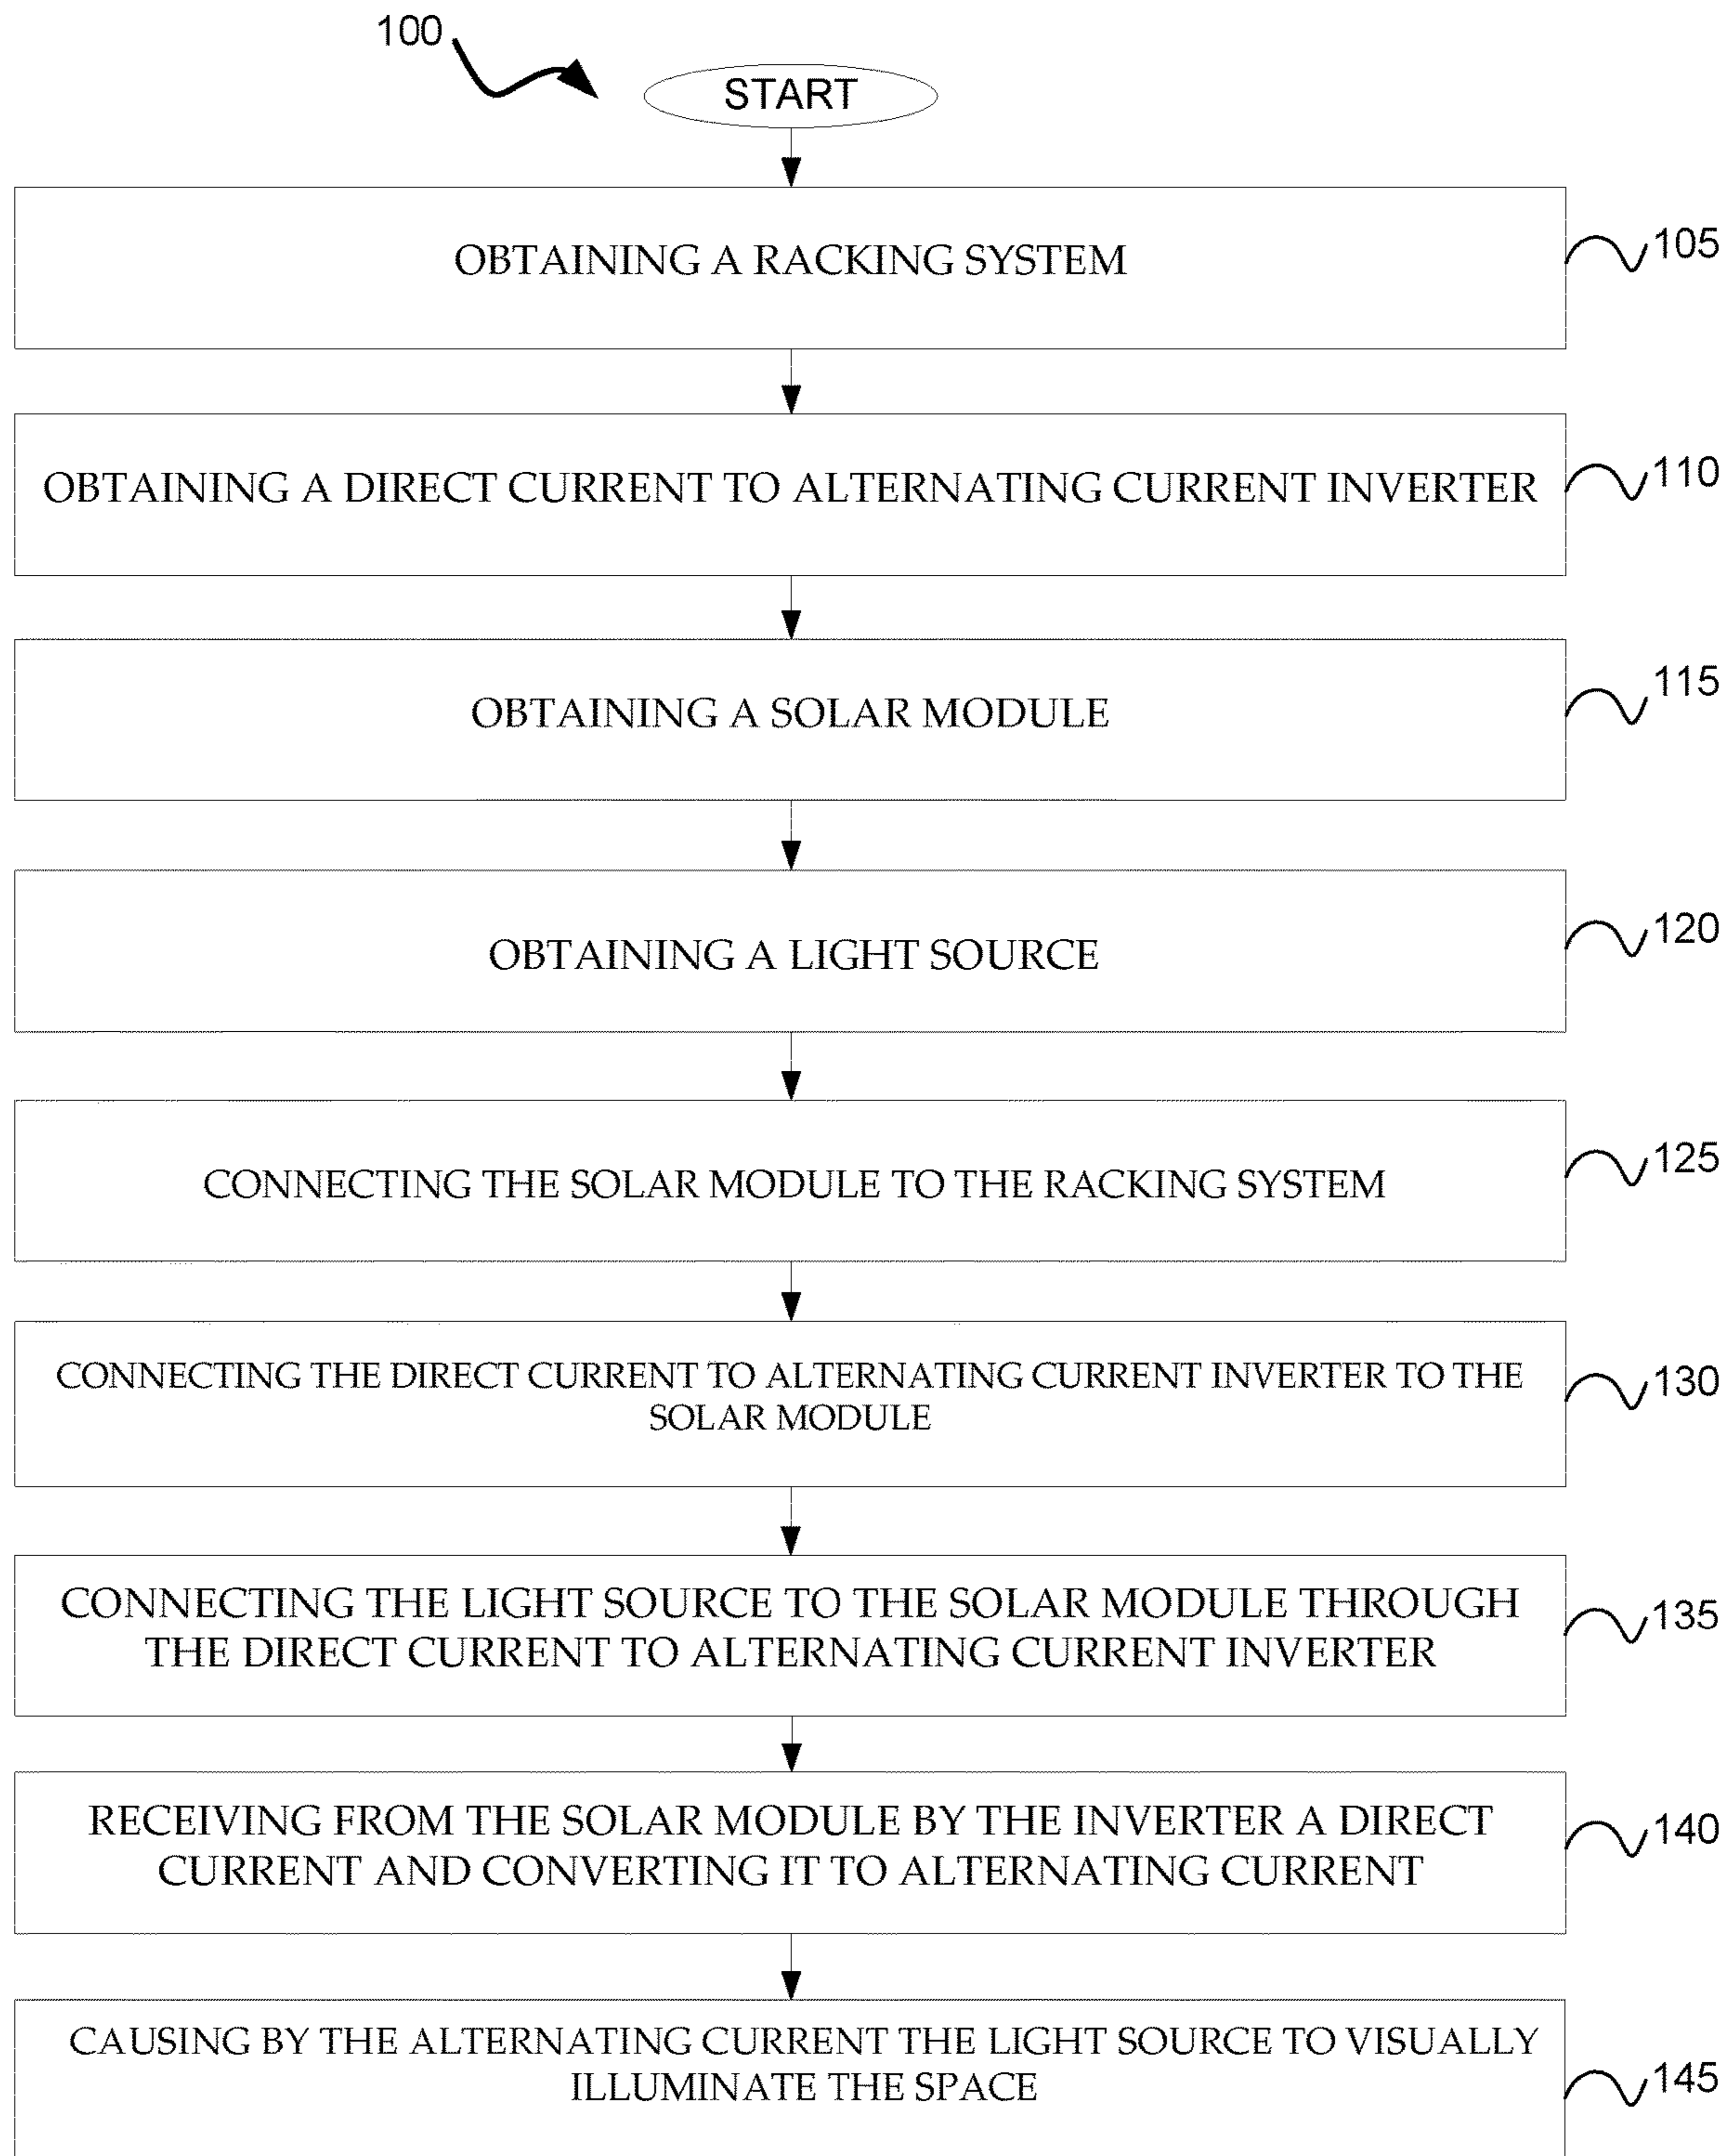 100
START
OBTAINING A RACKING SYSTEM
105
OBTAINING A DIRECT CURRENT TO ALTERNATING CURRENT INVERTER
110
OBTAINING A SOLAR MODULE
115
OBTAINING A LIGHT SOURCE
120
CONNECTING THE SOLAR MODULE TO THE RACKING SYSTEM
125
CONNECTING THE DIRECT CURRENT TO ALTERNATING CURRENT INVERTER TO THE
SOLAR MODULE
130
CONNECTING THE LIGHT SOURCE TO THE SOLAR MODULE THROUGH
THE DIRECT CURRENT TO ALTERNATING CURRENT INVERTER
135
RECEIVING FROM THE SOLAR MODULE BY THE INVERTER A DIRECT
CURRENT AND CONVERTING IT TO ALTERNATING CURRENT
140
CAUSING BY THE ALTERNATING CURRENT THE LIGHT SOURCE TO VISUALLY
ILLUMINATE THE SPACE
145